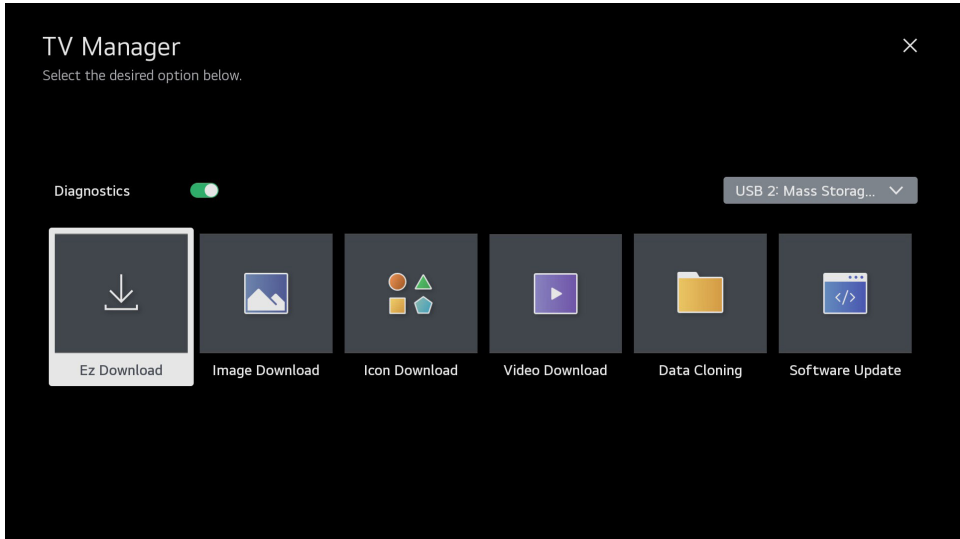 TV Manager
Select the desired option below.
Diagnostics
USB 2: Mass Storag...
Ez Download
Image Download
Icon Download
Video Download
Data Cloning
Software Update